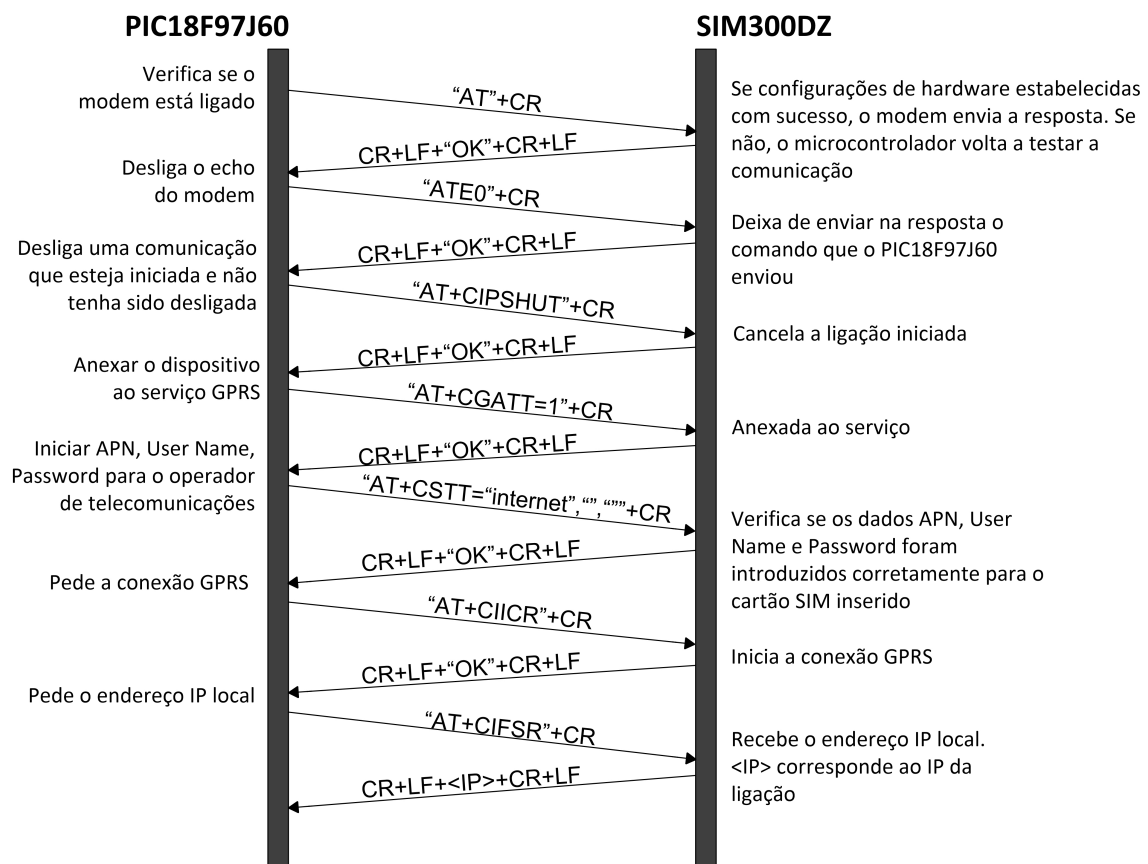 PIC18F97J60
SIM300DZ
Verifica se o
modem está ligado
“AT”+CR
Se configurações de hardware estabelecidas
com sucesso, o modem envia a resposta. Se
não, o microcontrolador volta a testar a
comunicação
CR+LF+“OK”+CR+LF
Desliga o echo
do modem
“ATE0”+CR
Deixa de enviar na resposta o
comando que o PIC18F97J60
enviou
CR+LF+“OK”+CR+LF
Desliga uma comunicação
que esteja iniciada e não
tenha sido desligada
“AT+CIPSHUT”+CR
Cancela a ligação iniciada
CR+LF+“OK”+CR+LF
Anexar o dispositivo
ao serviço GPRS
“AT+CGATT=1”+CR
Anexada ao serviço
CR+LF+“OK”+CR+LF
Iniciar APN, User Name,
Password para o operador
de telecomunicações
“AT+CSTT=“internet”,“”,“””+CR
Verifica se os dados APN, User
Name e Password foram
introduzidos corretamente para o
cartão SIM inserido
CR+LF+“OK”+CR+LF
Pede a conexão GPRS
“AT+CIICR”+CR
Inicia a conexão GPRS
CR+LF+“OK”+CR+LF
Pede o endereço IP local
“AT+CIFSR”+CR
Recebe o endereço IP local.
<IP> corresponde ao IP da
ligação
CR+LF+<IP>+CR+LF